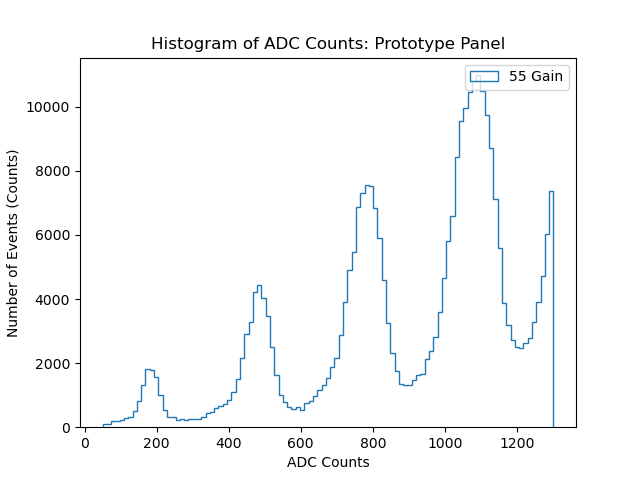 Histogram of ADC Counts: Prototype Panel
55 Gain
10000
8000
6000
4000
2000
0
Number of Events (Counts)
0 200 400 600 800 1000 1200
ADC Counts